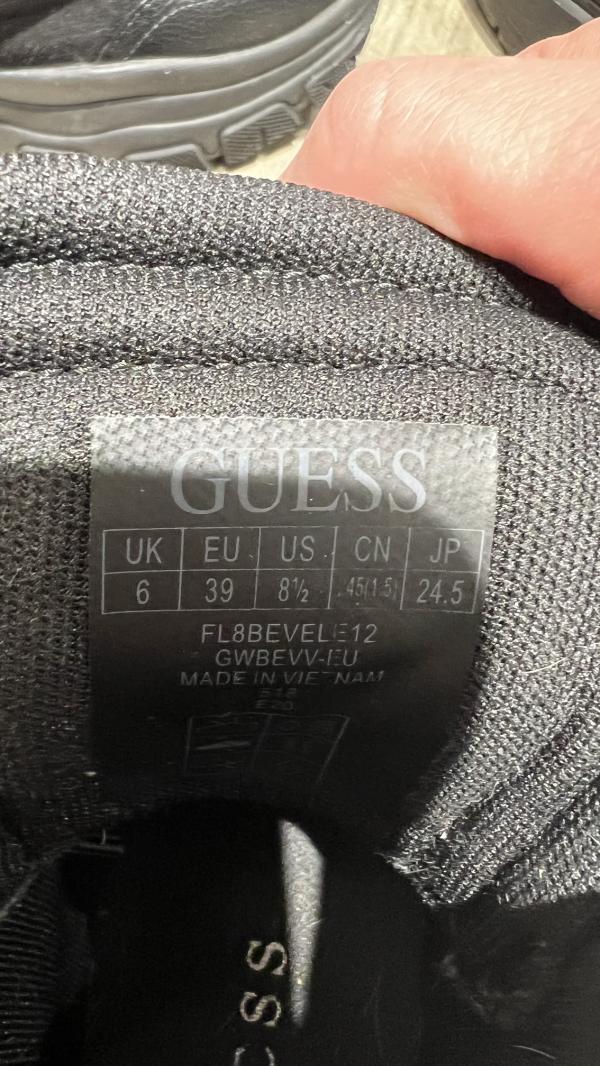 GUESS
UK EU US CN JP
6 39 8½ 245(1.5) 24.5
FL8BEVELE12
GWBEVV-EU
MADE IN VIETNAM
ESS